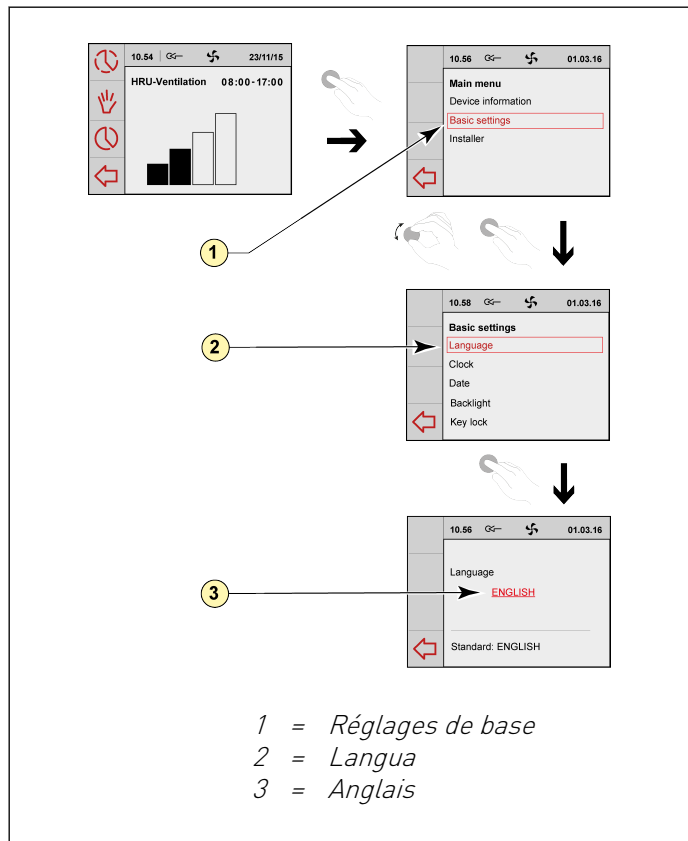 10.54 23/11/15
HRU-Ventilation 08:00-17:00
10.56 01.03.16
Main menu
Device information
Basic settings
Installer
1
10.58 01.03.16
Basic settings
Language
Clock
Date
Backlight
Key lock
2
10.56 01.03.16
Language
ENGLISH
Standard: ENGLISH
3
1 = Réglages de base
2 = Langua
3 = Anglais